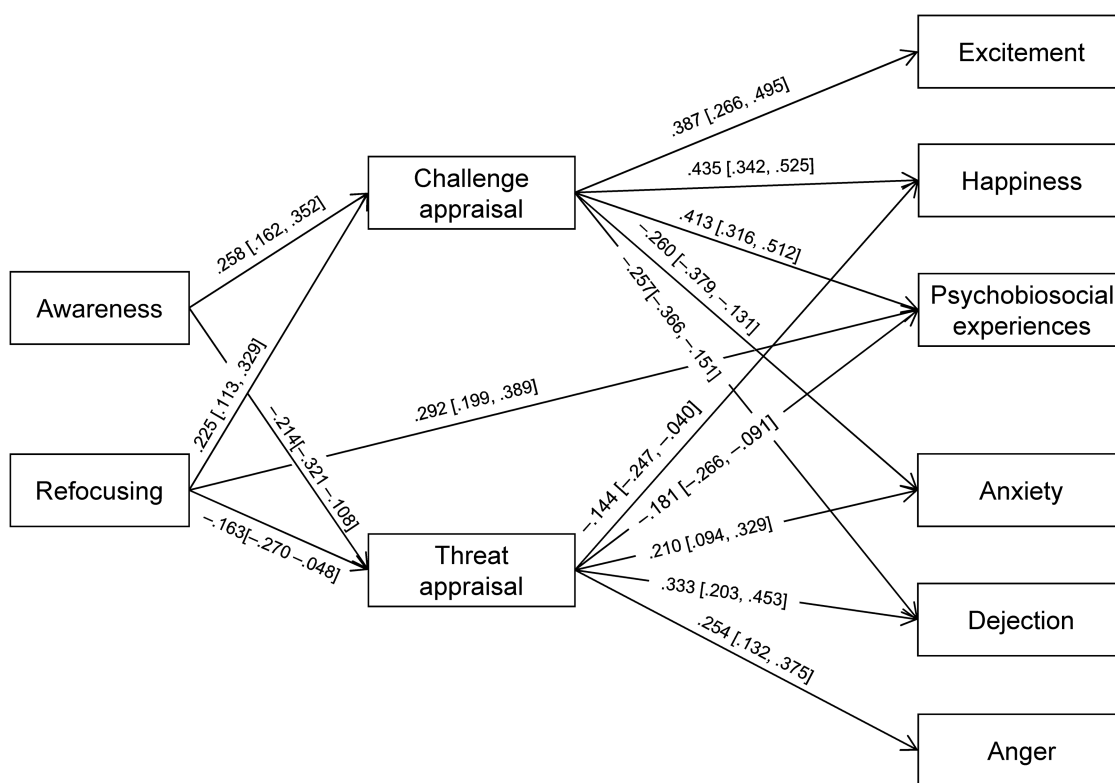 Excitement
.387 [.266, .495]
Challenge
appraisal
.435 [.342, .525]
Happiness
.413 [.316, .512]
.258 [.162, .352]
–.260 [–.379, –.131]
–.257[–.366, –.151]
Awareness
Psychobiosocial
experiences
.225 [.113, .329]
.292 [.199, .389]
–.214[–.321 –.108]
–.144 [–.247, –.040]
–.181 [–.266, –.091]
Refocusing
Anxiety
–.163[–.270 –.048]
.210 [.094, .329]
Threat
appraisal
.333 [.203, .453]
Dejection
.254 [.132, .375]
Anger